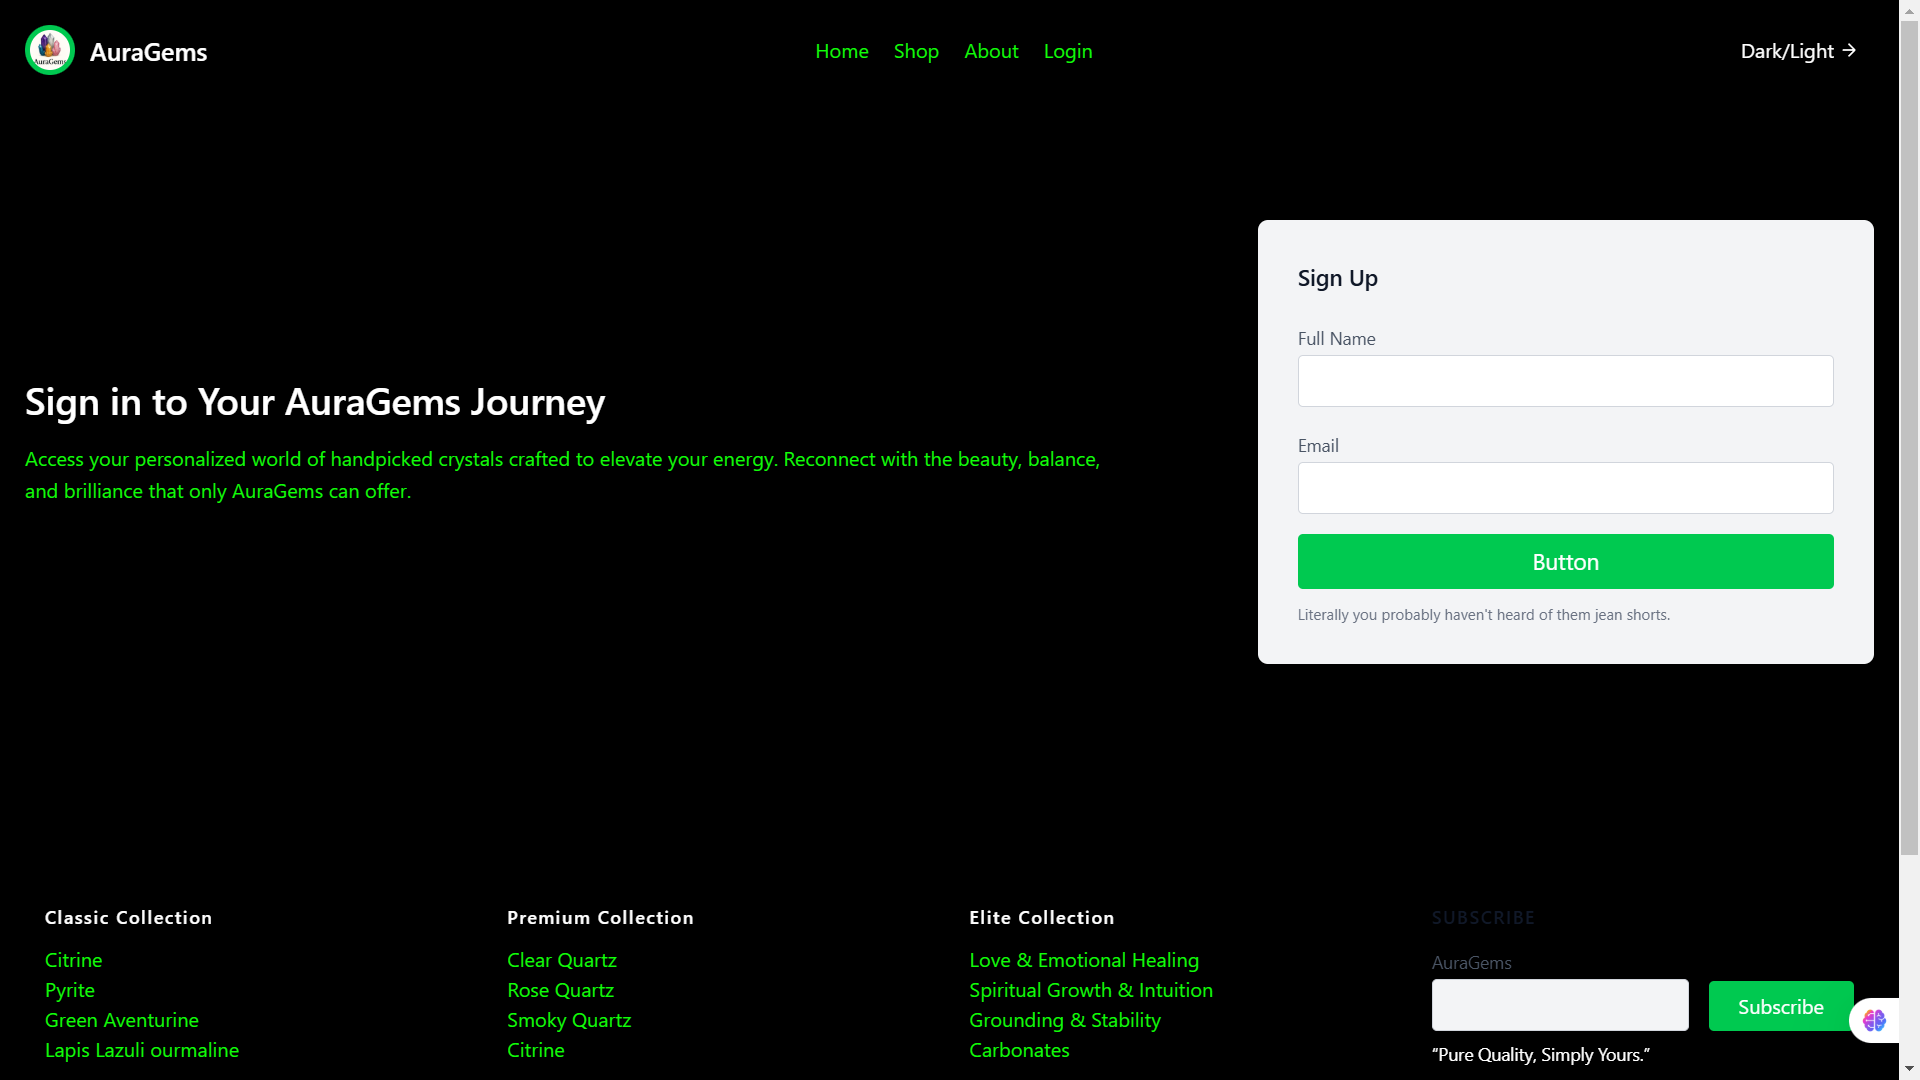 AuraGems
AuraGems
Home
Shop
About
Login
Dark/Light
Sign in to Your AuraGems Journey
Access your personalized world of handpicked crystals crafted to elevate your energy. Reconnect with the beauty, balance,
and brilliance that only AuraGems can offer.
Sign Up
Full Name
Email
Button
Literally you probably haven't heard of them jean shorts.
Classic Collection
Citrine
Pyrite
Green Aventurine
Lapis Lazuli ourmaline
Premium Collection
Clear Quartz
Rose Quartz
Smoky Quartz
Citrine
Elite Collection
Love & Emotional Healing
Spiritual Growth & Intuition
Grounding & Stability
Carbonates
SUBSCRIBE
AuraGems
Subscribe
“Pure Quality, Simply Yours.”